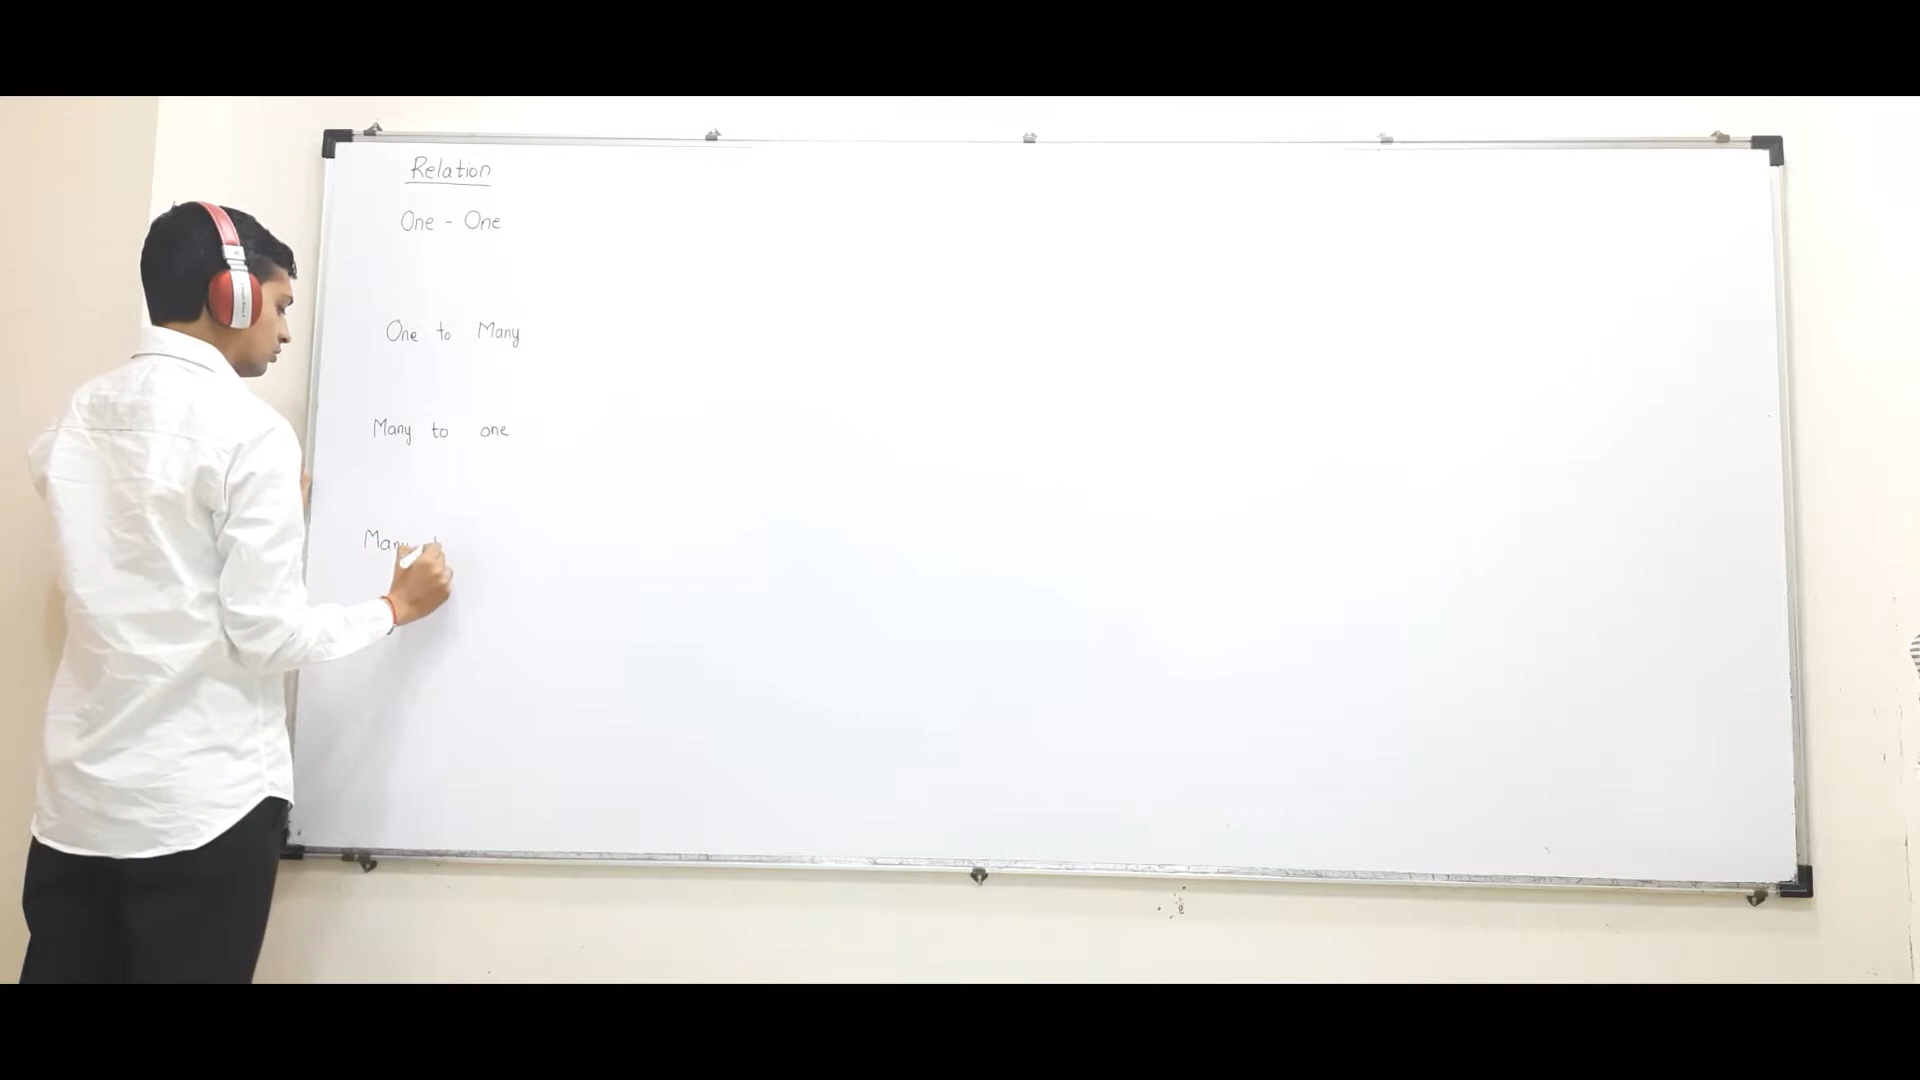 Relation
One - One
One to Many
Many to one
Many